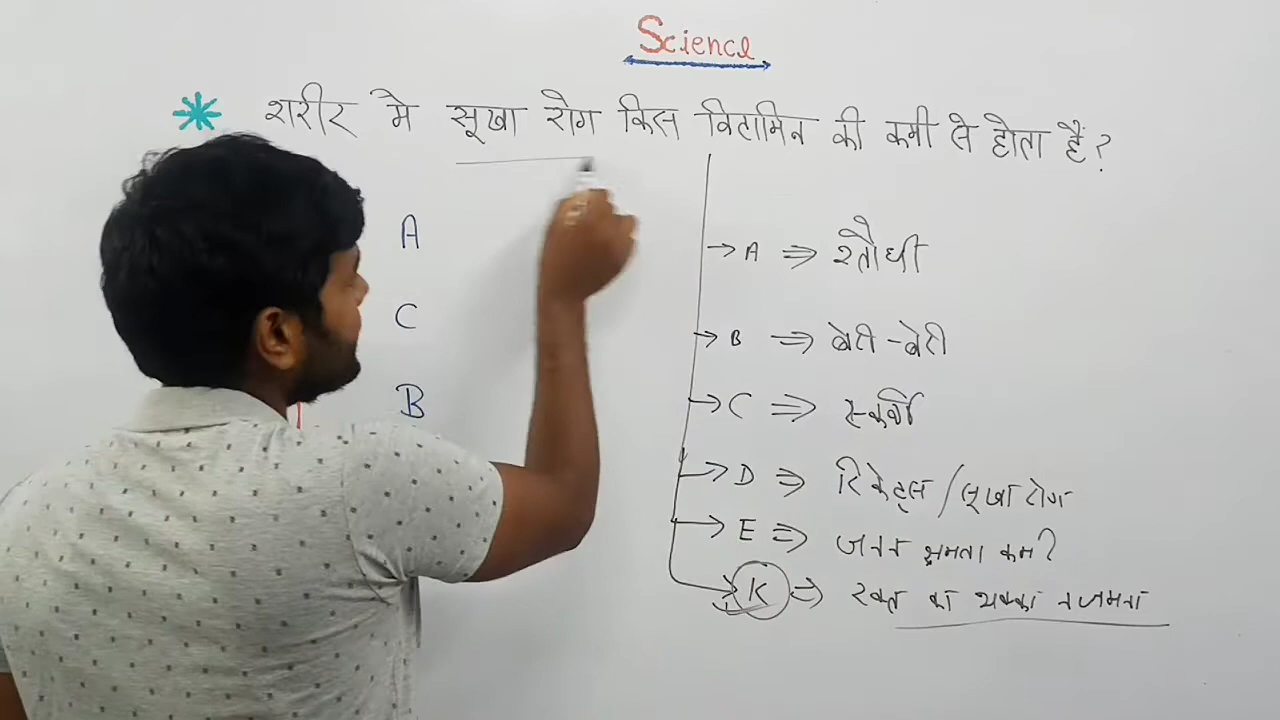 Science
शरीर मे सूखा रोग किस विटामिन की कमी से होता है?
A
C
B
→ A ⇒ रतौंधी
→ B ⇒ बेरी-बेरी
→ C ⇒ स्कर्वी
→ D ⇒ रिकेट्स / सूखा रोग
→ E ⇒ जनन क्षमता कमी
→ K ⇒ रक्त का थक्का न जमना